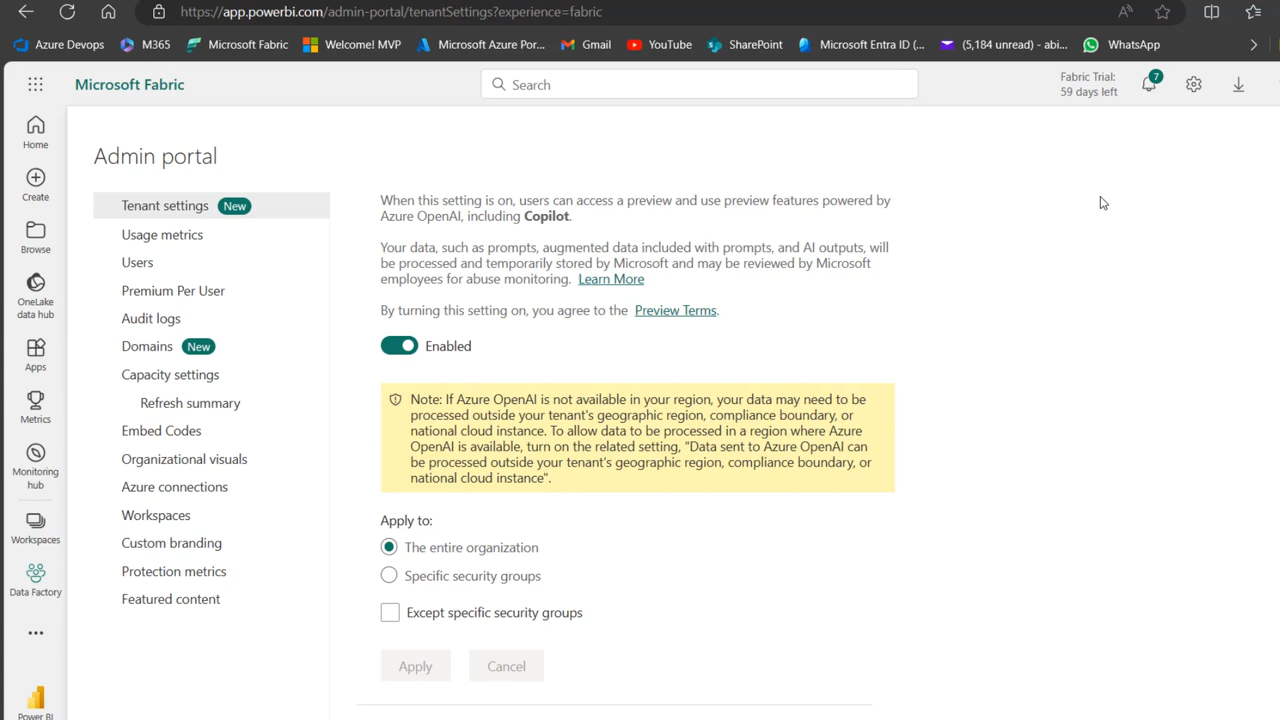 https://app.powerbi.com/admin-portal/tenantSettings?experience=fabric
Azure Devops
M365
Microsoft Fabric
Welcome! MVP
Microsoft Azure Por...
Gmail
YouTube
SharePoint
Microsoft Entra ID (...
(5,184 unread) - abi...
WhatsApp
Microsoft Fabric
Search
Fabric Trial:
59 days left
7
Home
Create
Browse
OneLake
data hub
Apps
Metrics
Monitoring
hub
Workspaces
Data Factory
Power BI
Admin portal
Tenant settings New
Usage metrics
Users
Premium Per User
Audit logs
Domains New
Capacity settings
Refresh summary
Embed Codes
Organizational visuals
Azure connections
Workspaces
Custom branding
Protection metrics
Featured content
When this setting is on, users can access a preview and use preview features powered by
Azure OpenAI, including Copilot.
Your data, such as prompts, augmented data included with prompts, and AI outputs, will
be processed and temporarily stored by Microsoft and may be reviewed by Microsoft
employees for abuse monitoring. Learn More
By turning this setting on, you agree to the Preview Terms.
Enabled
Note: If Azure OpenAI is not available in your region, your data may need to be
processed outside your tenant's geographic region, compliance boundary, or
national cloud instance. To allow data to be processed in a region where Azure
OpenAI is available, turn on the related setting, "Data sent to Azure OpenAI can
be processed outside your tenant's geographic region, compliance boundary, or
national cloud instance".
Apply to:
The entire organization
Specific security groups
Except specific security groups
Apply
Cancel